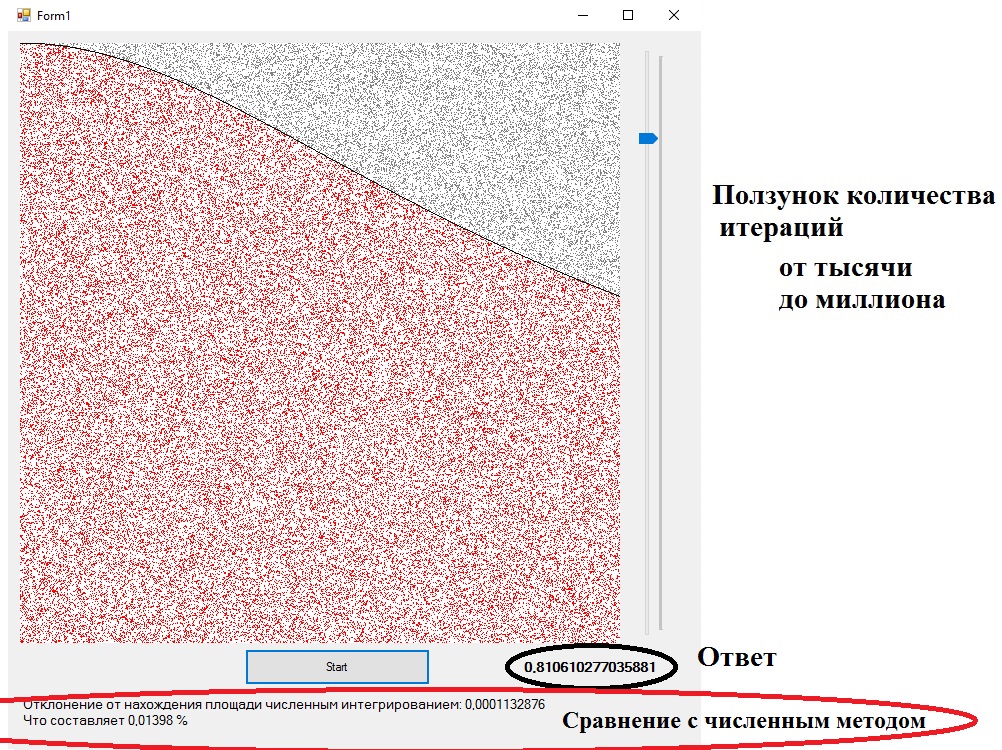 Form1
Ползунок количества
итераций
от тысячи
до миллиона
Start
0,810610277035881
Ответ
Отклонение от нахождения площади численным интегрированием: 0,0001132876
Что составляет 0,01398 %
Сравнение с численным методом